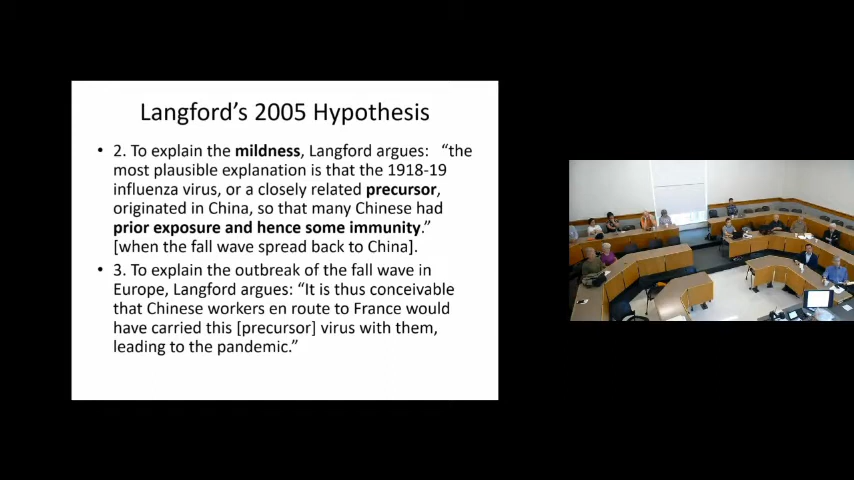 Langford's 2005 Hypothesis
• 2. To explain the mildness, Langford argues: “the
most plausible explanation is that the 1918-19
influenza virus, or a closely related precursor,
originated in China, so that many Chinese had
prior exposure and hence some immunity.”
[when the fall wave spread back to China].
• 3. To explain the outbreak of the fall wave in
Europe, Langford argues: “It is thus conceivable
that Chinese workers en route to France would
have carried this [precursor] virus with them,
leading to the pandemic.”